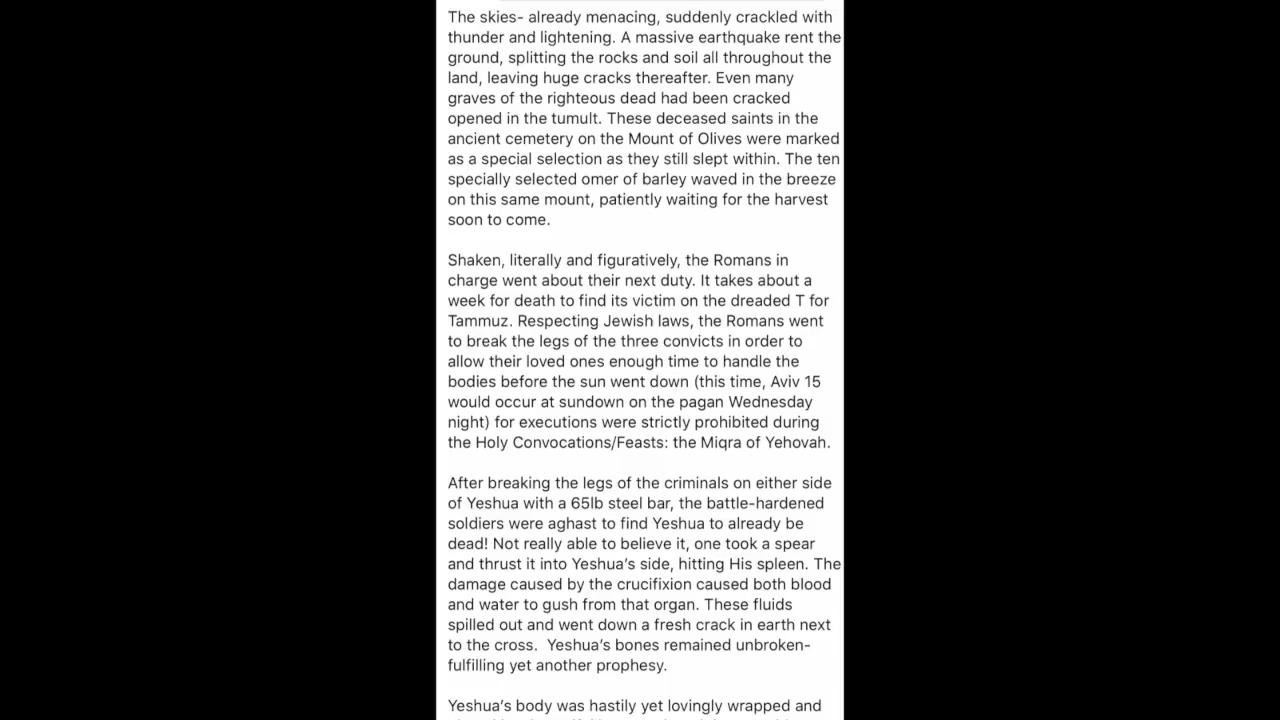 The skies- already menacing, suddenly crackled with
thunder and lightening. A massive earthquake rent the
ground, splitting the rocks and soil all throughout the
land, leaving huge cracks thereafter. Even many
graves of the righteous dead had been cracked
opened in the tumult. These deceased saints in the
ancient cemetery on the Mount of Olives were marked
as a special selection as they still slept within. The ten
specially selected omer of barley waved in the breeze
on this same mount, patiently waiting for the harvest
soon to come.
Shaken, literally and figuratively, the Romans in
charge went about their next duty. It takes about a
week for death to find its victim on the dreaded T for
Tammuz. Respecting Jewish laws, the Romans went
to break the legs of the three convicts in order to
allow their loved ones enough time to handle the
bodies before the sun went down (this time, Aviv 15
would occur at sundown on the pagan Wednesday
night) for executions were strictly prohibited during
the Holy Convocations/Feasts: the Miqra of Yehovah.
After breaking the legs of the criminals on either side
of Yeshua with a 65lb steel bar, the battle-hardened
soldiers were aghast to find Yeshua to already be
dead! Not really able to believe it, one took a spear
and thrust it into Yeshua's side, hitting His spleen. The
damage caused by the crucifixion caused both blood
and water to gush from that organ. These fluids
spilled out and went down a fresh crack in earth next
to the cross.  Yeshua's bones remained unbroken-
fulfilling yet another prophesy.
Yeshua's body was hastily yet lovingly wrapped and